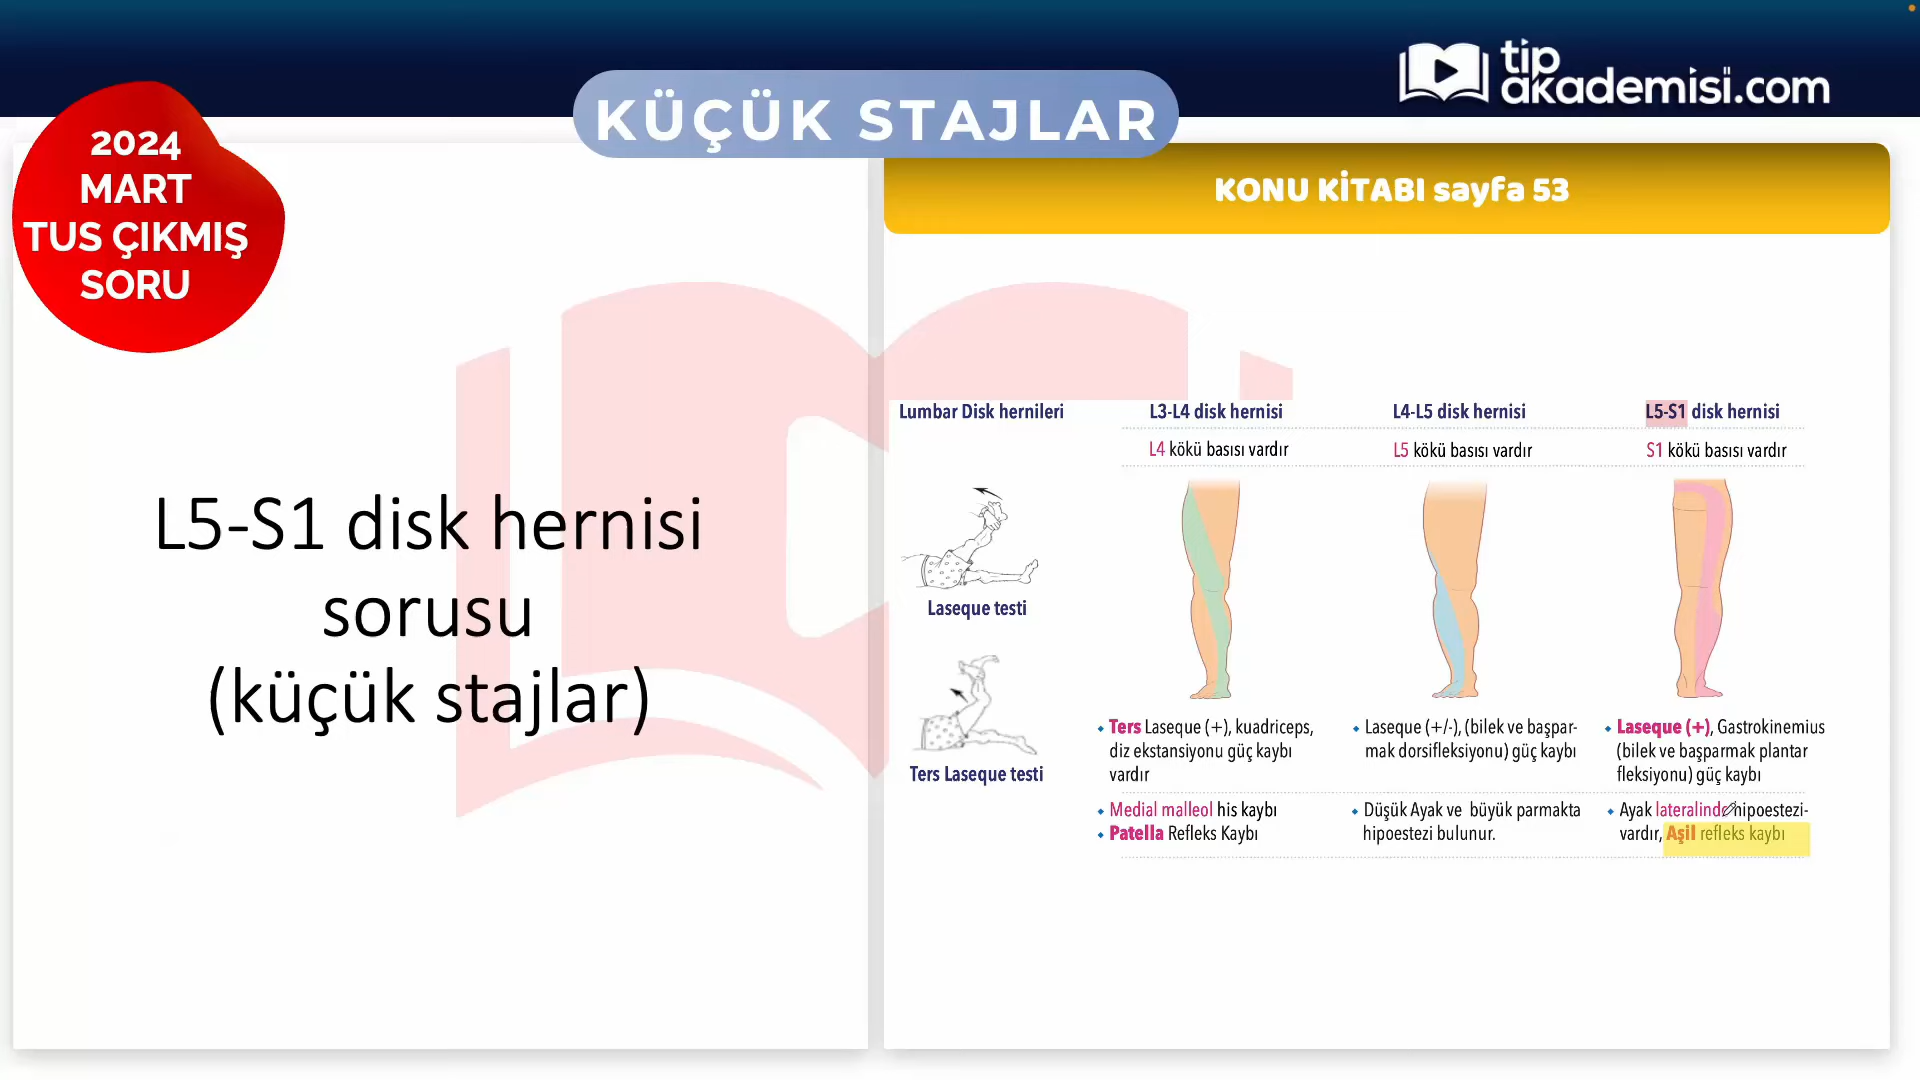 tıp
akademisi.com
KÜÇÜK STAJLAR
2024
MART
TUS ÇIKMIŞ
SORU
L5-S1 disk hernisi
sorusu
(küçük stajlar)
KONU KİTABI sayfa 53
Lumbar Disk hernileri
L3-L4 disk hernisi
L4-L5 disk hernisi
L5-S1 disk hernisi
L4 kökü basısı vardır
L5 kökü basısı vardır
S1 kökü basısı vardır
Laseque testi
Ters Laseque testi
• Ters Laseque (+), kuadriceps,
diz ekstansiyonu güç kaybı
vardır
• Laseque (+/-), (bilek ve başpar-
mak dorsifleksiyonu) güç kaybı
• Laseque (+), Gastrokinemius
(bilek ve başparmak plantar
fleksiyonu) güç kaybı
• Medial malleol his kaybı
• Patella Refleks Kaybı
• Düşük Ayak ve büyük parmakta
hipoestezi bulunur.
• Ayak lateralinde hipoestezi-
vardır, Aşil refleks kaybı